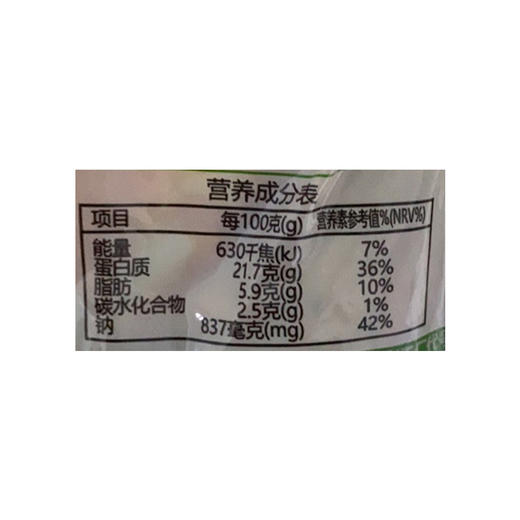 营养成分表
项目 每100克(g) 营养素参考值%(NRV%)
能量 630千焦(kJ) 7%
蛋白质 21.7克(g) 36%
脂肪 5.9克(g) 10%
碳水化合物 2.5克(g) 1%
钠 837毫克(mg) 42%